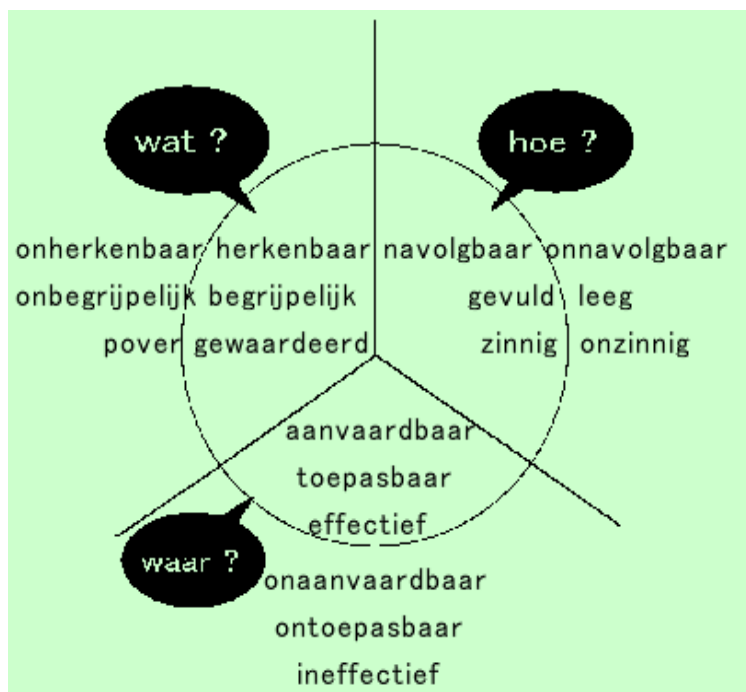 wat ?
hoe ?
onherkenbaar herkenbaar navolgbaar onnavolgbaar
onbegrijpelijk begrijpelijk gevuld leeg
pover gewaardeerd zinnig onzinnig
aanvaardbaar
toepasbaar
effectief
waar ?
onaanvaardbaar
ontoepasbaar
ineffectief